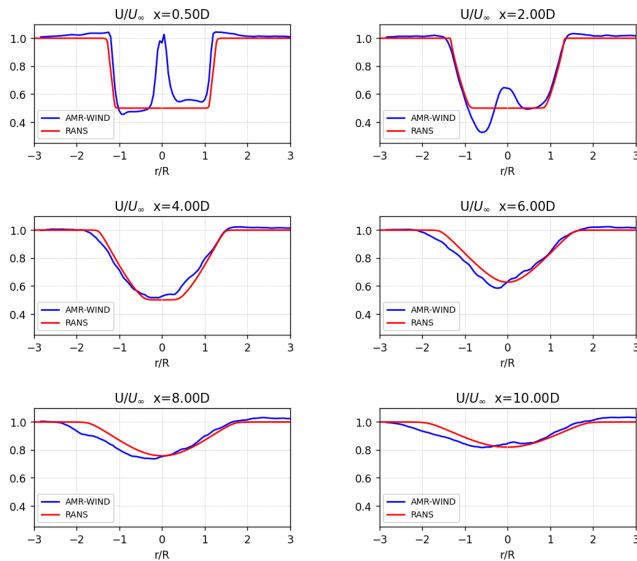 U/U∞ x=0.50D
1.0
0.8
0.6
0.4
AMR-WIND
RANS
−3 −2 −1 0 1 2 3
r/R
U/U∞ x=2.00D
1.0
0.8
0.6
0.4
AMR-WIND
RANS
−3 −2 −1 0 1 2 3
r/R
U/U∞ x=4.00D
1.0
0.8
0.6
0.4
AMR-WIND
RANS
−3 −2 −1 0 1 2 3
r/R
U/U∞ x=6.00D
1.0
0.8
0.6
0.4
AMR-WIND
RANS
−3 −2 −1 0 1 2 3
r/R
U/U∞ x=8.00D
1.0
0.8
0.6
0.4
AMR-WIND
RANS
−3 −2 −1 0 1 2 3
r/R
U/U∞ x=10.00D
1.0
0.8
0.6
0.4
AMR-WIND
RANS
−3 −2 −1 0 1 2 3
r/R